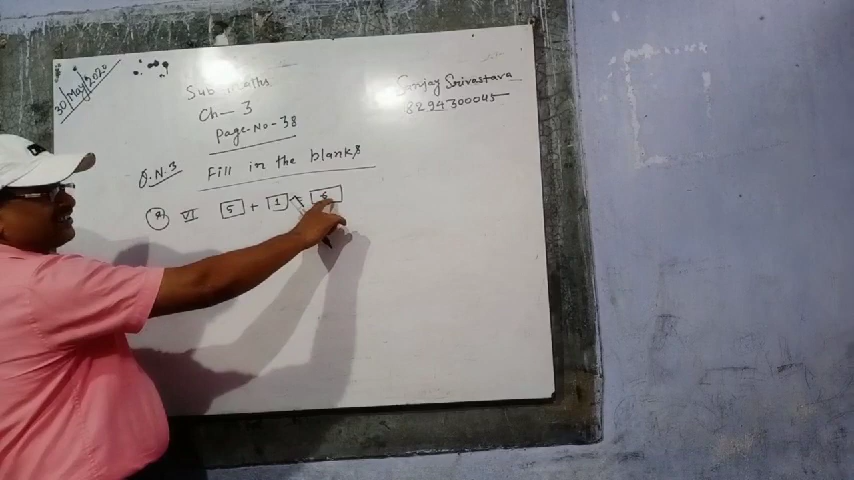 30/May/2020
Sub Maths
Sanjay Srivastava
8294300045
Ch-3
Page-No-38
Q.N.3 Fill in the blanks
(a) VI 5 + 1 = 6